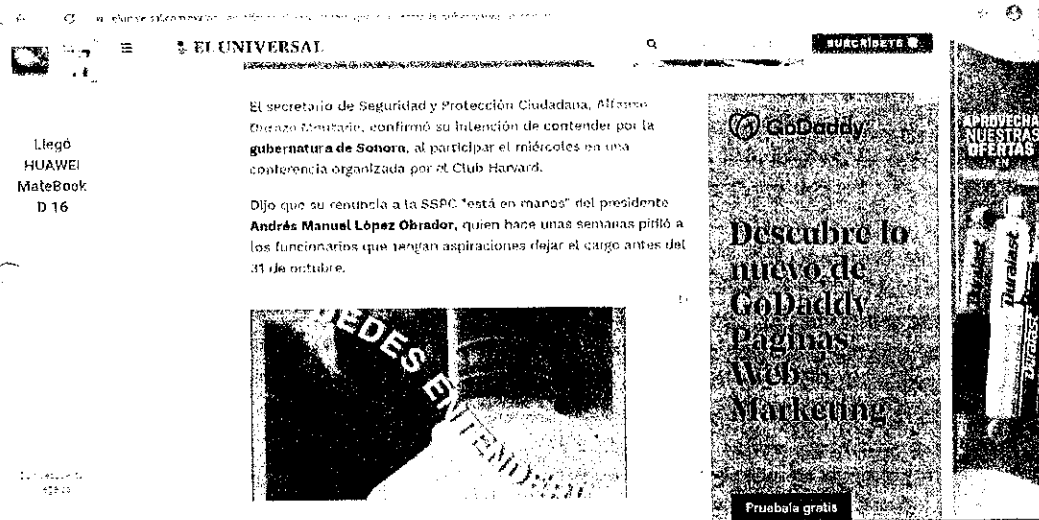 EL UNIVERSAL
SUSCRÍBETE
El secretario de Seguridad y Protección Ciudadana, Alfonso
Durazo Montaño, confirmó su intención de contender por la
gubernatura de Sonora, al participar el miércoles en una
conferencia organizada por el Club Harvard.
Dijo que su renuncia a la SSPC "está en manos" del presidente
Andrés Manuel López Obrador, quien hace unas semanas pidió a
los funcionarios que tengan aspiraciones dejar el cargo antes del
31 de octubre.
Llegó
HUAWEI
MateBook
D 16
GoDaddy
Descubre lo
nuevo de
GoDaddy
Páginas
Web+
Marketing
Pruébala gratis
APROVECHA
NUESTRAS
OFERTAS
EN
Duralast
Duralast
Duralast